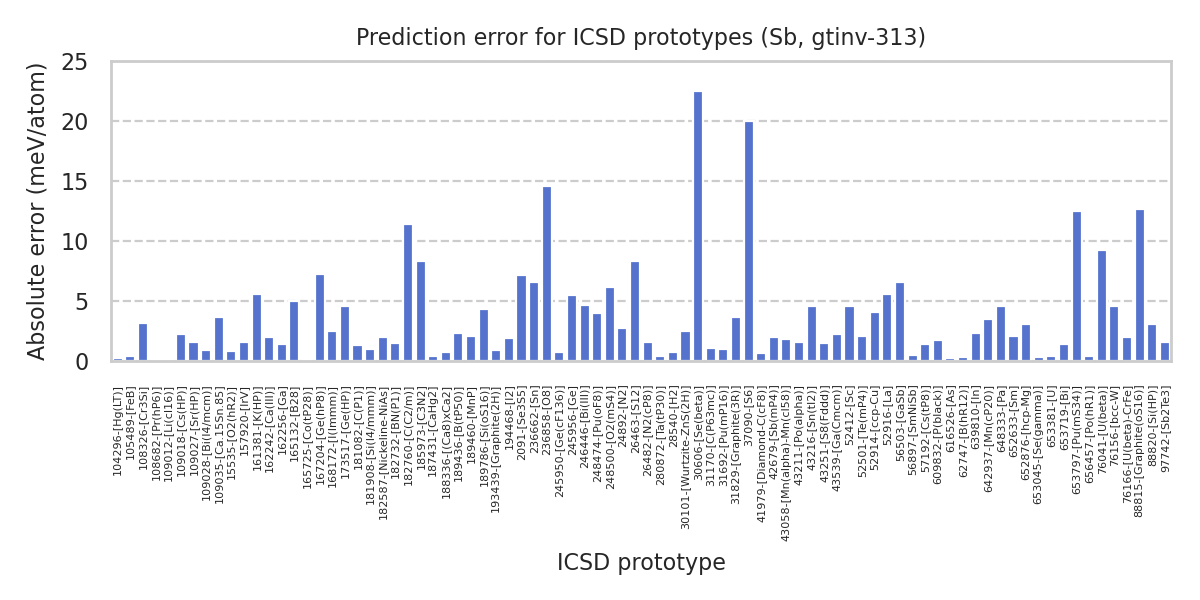 Prediction error for ICSD prototypes (Sb, gtinv-313)
Absolute error (meV/atom)
25
20
15
10
5
0
104296-[Hg(LT)]
105489-[FeB]
108326-[Cr3Si]
108682-[Pr(hP6)]
109012-[Li(cI16)]
109018-[Cs(HP)]
109027-[Sr(HP)]
109028-[Bi(I4/mcm)]
109035-[Ca.15Sn.85]
15535-[O2(hR2)]
157920-[IrV]
161381-[K(HP)]
162242-[Ca(III)]
162256-[Ga]
165132-[B28]
165725-[Co(tP28)]
167204-[Ge(hP8)]
168172-[I(Immm)]
173517-[Ge(HP)]
181082-[C(P1)]
181908-[Si(I4/mmm)]
182587-[Nickeline-NiAs]
182732-[BN(P1)]
182760-[C(C2/m)]
185973-[C3N2]
187431-[CaHg2]
188336-[(Ca8)xCa2]
189436-[B(tP50)]
189460-[MnP]
189786-[Si(oS16)]
193439-[Graphite(2H)]
194468-[I2]
2091-[Se3S5]
236662-[Sn]
236858-[O8]
245950-[Ge(cF136)]
245956-[Ge]
246446-[Bi(III)]
248474-[Pu(oF8)]
248500-[O2(mS4)]
24892-[N2]
26463-[S12]
26482-[N2(cP8)]
280872-[Ta(tP30)]
28540-[H2]
30101-[Wurtzite-ZnS(2H)]
30606-[Se(beta)]
31170-[C(P63mc)]
31692-[Pu(mP16)]
31829-[Graphite(3R)]
37090-[S6]
41979-[Diamond-C(cF8)]
42679-[Sb(mP4)]
43058-[Mn(alpha)-Mn(cI58)]
43211-[Po(alpha)]
43216-[Sn(tI4)]
43251-[S8(Fddd)]
43539-[Ga(Cmcm)]
52412-[Sc]
52501-[Te(mP4)]
52914-[ccp-Cu]
52916-[La]
56503-[GaSb]
56897-[SmNiSb]
57192-[Cs(tP8)]
609832-[P(black)]
616526-[As]
62747-[B(hR12)]
639810-[In]
642937-[Mn(cP20)]
648333-[Pa]
652633-[Sm]
652876-[hcp-Mg]
653045-[Se(gamma)]
653381-[U]
653719-[I]
653797-[Pu(mS34)]
656457-[Po(hR1)]
76041-[U(beta)]
76156-[bcc-W]
76166-[U(beta)-CrFe]
88815-[Graphite(oS16)]
88820-[Si(HP)]
97742-[Sb2Te3]
ICSD prototype